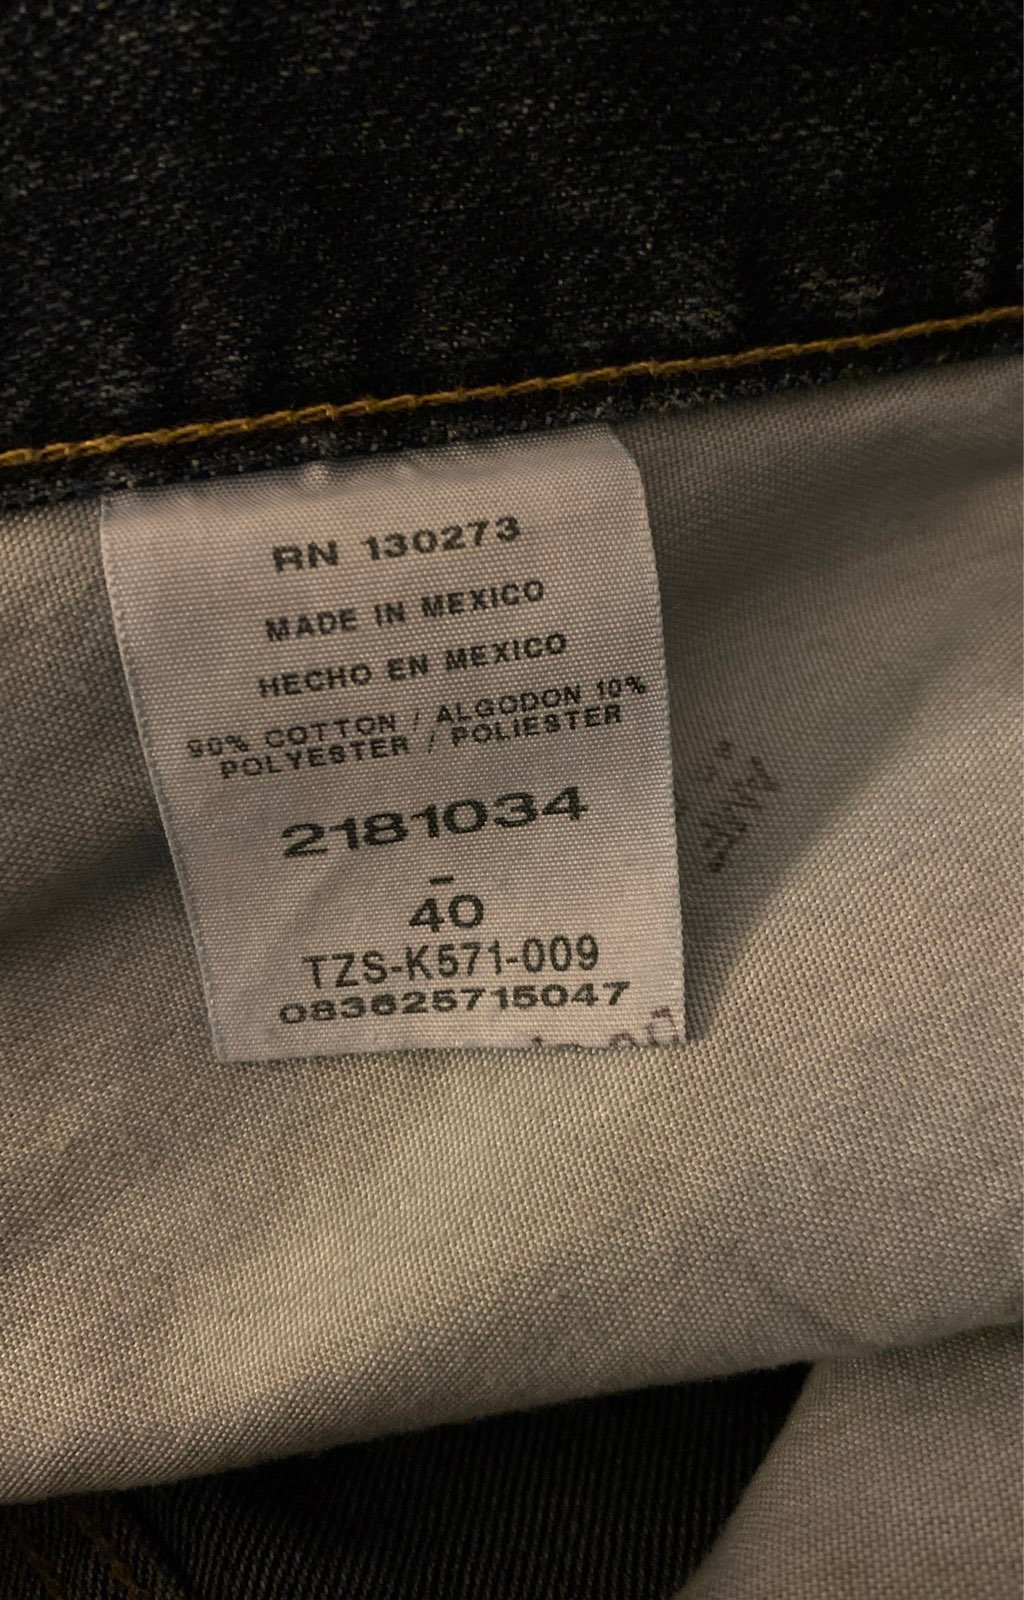 RN 130273
MADE IN MEXICO
HECHO EN MEXICO
90% COTTON / ALGODON 10%
POLYESTER / POLIESTER
2181034
-
40
TZS-K571-009
083625715047